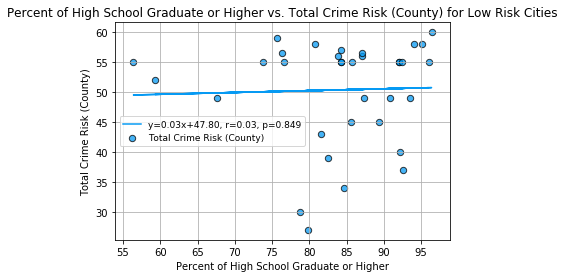 Percent of High School Graduate or Higher vs. Total Crime Risk (County) for Low Risk Cities
60
55
50
45
40
35
30
Total Crime Risk (County)
y=0.03x+47.80, r=0.03, p=0.849
Total Crime Risk (County)
55 60 65 70 75 80 85 90 95
Percent of High School Graduate or Higher